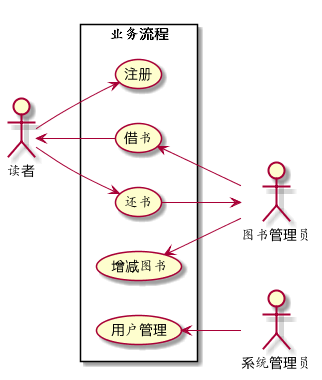 业务流程
注册
借书
读者
还书
图书管理员
增减图书
用户管理
系统管理员